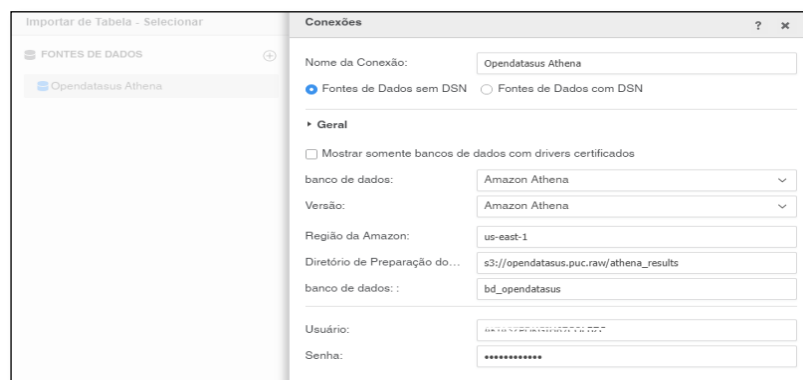 Importar de Tabela - Selecionar
FONTES DE DADOS
Opendatasus Athena
Conexões
? ×
Nome da Conexão: Opendatasus Athena
Fontes de Dados sem DSN Fontes de Dados com DSN
Geral
Mostrar somente bancos de dados com drivers certificados
banco de dados: Amazon Athena
Versão: Amazon Athena
Região da Amazon: us-east-1
Diretório de Preparação do... s3://opendatasus.puc.raw/athena_results
banco de dados: : bd_opendatasus
Usuário:
Senha: ••••••••••••